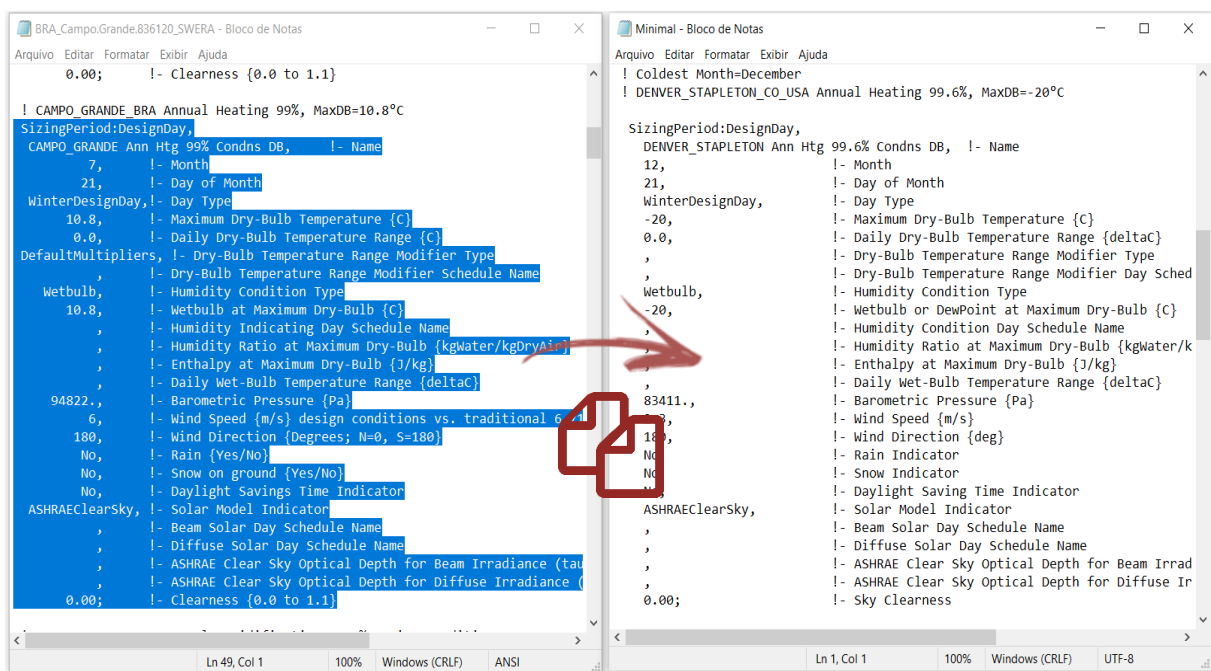 BRA_Campo.Grande.836120_SWERA - Bloco de Notas
Arquivo Editar Formatar Exibir Ajuda
0.00; !- Clearness {0.0 to 1.1}
! CAMPO_GRANDE_BRA Annual Heating 99%, MaxDB=10.8ºC
SizingPeriod:DesignDay,
CAMPO_GRANDE Ann Htg 99% Condns DB, !- Name
7, !- Month
21, !- Day of Month
WinterDesignDay,!- Day Type
10.8, !- Maximum Dry-Bulb Temperature {C}
0.0, !- Daily Dry-Bulb Temperature Range {C}
DefaultMultipliers, !- Dry-Bulb Temperature Range Modifier Type
, !- Dry-Bulb Temperature Range Modifier Schedule Name
Wetbulb, !- Humidity Condition Type
10.8, !- Wetbulb at Maximum Dry-Bulb {C}
, !- Humidity Indicating Day Schedule Name
, !- Humidity Ratio at Maximum Dry-Bulb {kgWater/kgDryAir}
, !- Enthalpy at Maximum Dry-Bulb {J/kg}
, !- Daily Wet-Bulb Temperature Range {deltaC}
94822., !- Barometric Pressure {Pa}
6, !- Wind Speed {m/s} design conditions vs. traditional
180, !- Wind Direction {Degrees; N=0, S=180}
No, !- Rain {Yes/No}
No, !- Snow on ground {Yes/No}
No, !- Daylight Savings Time Indicator
ASHRAEClearSky, !- Solar Model Indicator
, !- Beam Solar Day Schedule Name
, !- Diffuse Solar Day Schedule Name
, !- ASHRAE Clear Sky Optical Depth for Beam Irradiance (tau
, !- ASHRAE Clear Sky Optical Depth for Diffuse Irradiance (
0.00; !- Clearness {0.0 to 1.1}
Ln 49, Col 1 100% Windows (CRLF) ANSI
Minimal - Bloco de Notas
Arquivo Editar Formatar Exibir Ajuda
! Coldest Month=December
! DENVER_STAPLETON_CO_USA Annual Heating 99.6%, MaxDB=-20ºC
SizingPeriod:DesignDay,
DENVER_STAPLETON Ann Htg 99.6% Condns DB, !- Name
12, !- Month
21, !- Day of Month
WinterDesignDay, !- Day Type
-20, !- Maximum Dry-Bulb Temperature {C}
0.0, !- Daily Dry-Bulb Temperature Range {deltaC}
, !- Dry-Bulb Temperature Range Modifier Type
, !- Dry-Bulb Temperature Range Modifier Day Sched
Wetbulb, !- Humidity Condition Type
-20, !- Wetbulb or DewPoint at Maximum Dry-Bulb {C}
, !- Humidity Condition Day Schedule Name
, !- Humidity Ratio at Maximum Dry-Bulb {kgWater/k
, !- Enthalpy at Maximum Dry-Bulb {J/kg}
, !- Daily Wet-Bulb Temperature Range {deltaC}
83411., !- Barometric Pressure {Pa}
!- Wind Speed {m/s}
180, !- Wind Direction {deg}
No, !- Rain Indicator
No, !- Snow Indicator
No, !- Daylight Saving Time Indicator
ASHRAEClearSky, !- Solar Model Indicator
, !- Beam Solar Day Schedule Name
, !- Diffuse Solar Day Schedule Name
, !- ASHRAE Clear Sky Optical Depth for Beam Irrad
, !- ASHRAE Clear Sky Optical Depth for Diffuse Ir
0.00; !- Sky Clearness
Ln 1, Col 1 100% Windows (CRLF) UTF-8